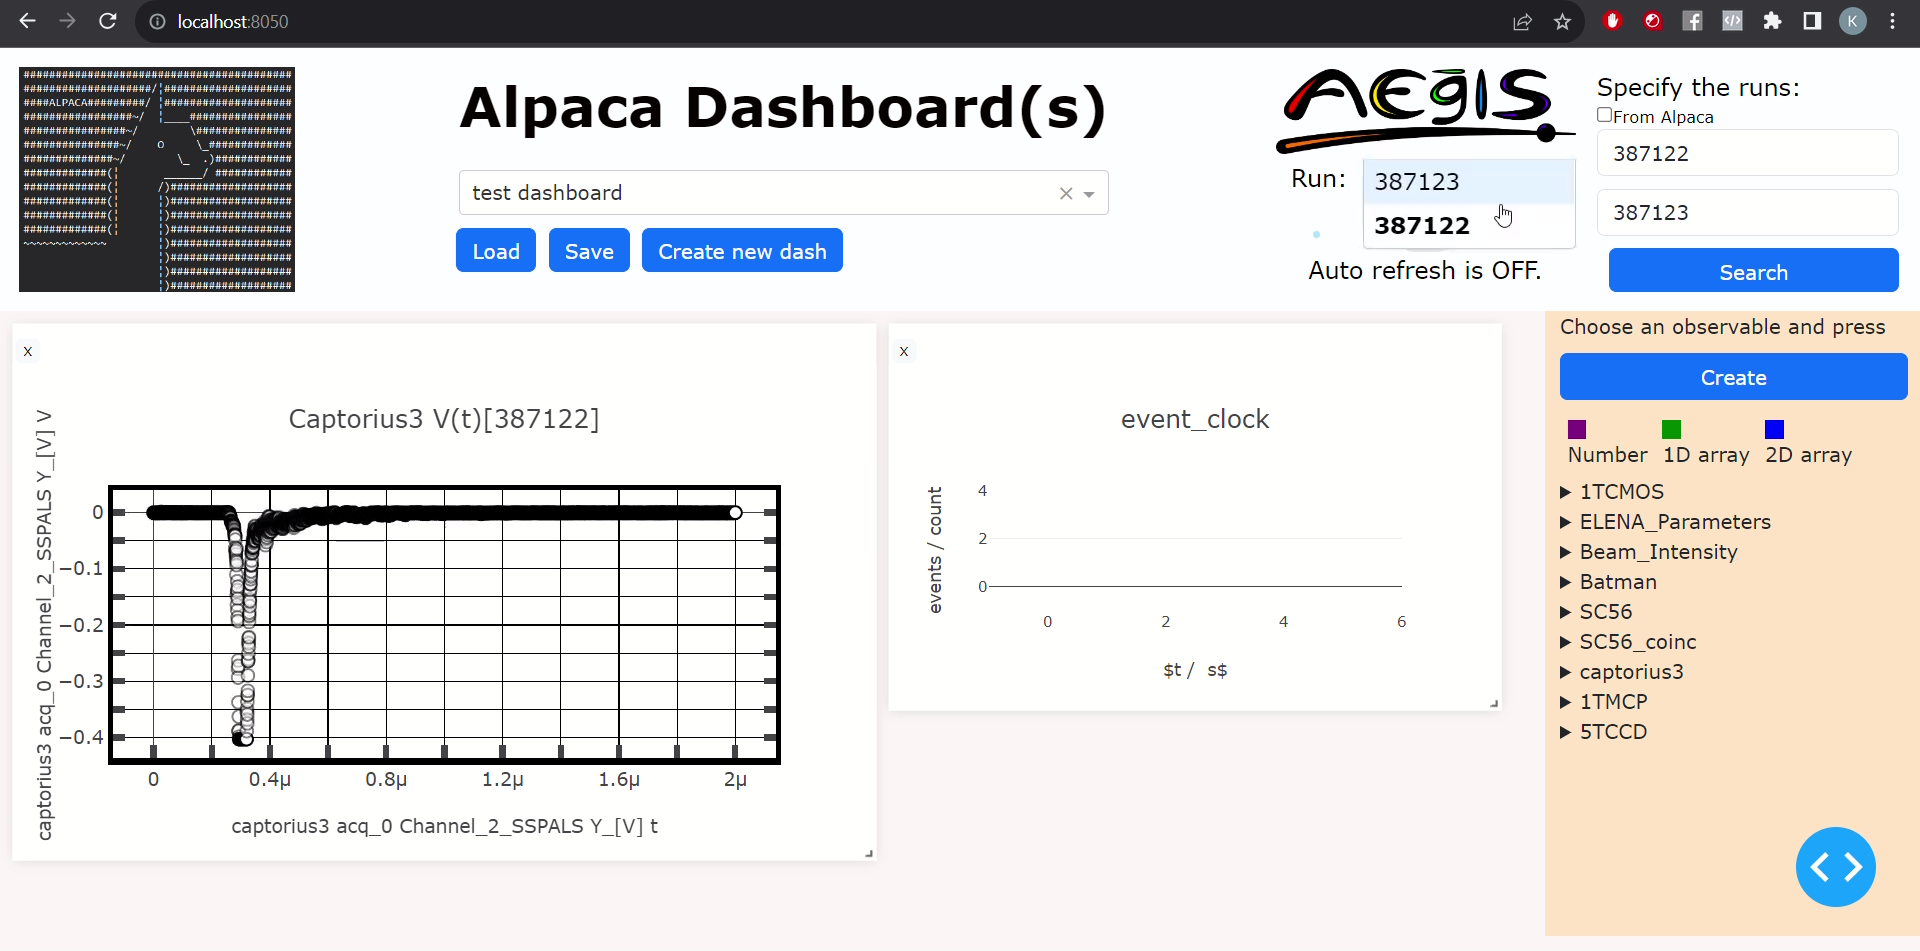 localhost:8050
K
####ALPACA#########/
Alpaca Dashboard(s)
AEgIS
Specify the runs:
From Alpaca
387122
387123
Search
test dashboard
Load
Save
Create new dash
Run:
387123
387122
Auto refresh is OFF.
x
Captorius3 V(t)[387122]
captorius3 acq_0 Channel_2_SSPALS Y_[V] V
0
−0.1
−0.2
−0.3
−0.4
0
0.4μ
0.8μ
1.2μ
1.6μ
2μ
captorius3 acq_0 Channel_2_SSPALS Y_[V] t
x
event_clock
events / count
4
2
0
0
2
4
6
$t / s$
Choose an observable and press
Create
Number
1D array
2D array
1TCMOS
ELENA_Parameters
Beam_Intensity
Batman
SC56
SC56_coinc
captorius3
1TMCP
5TCCD